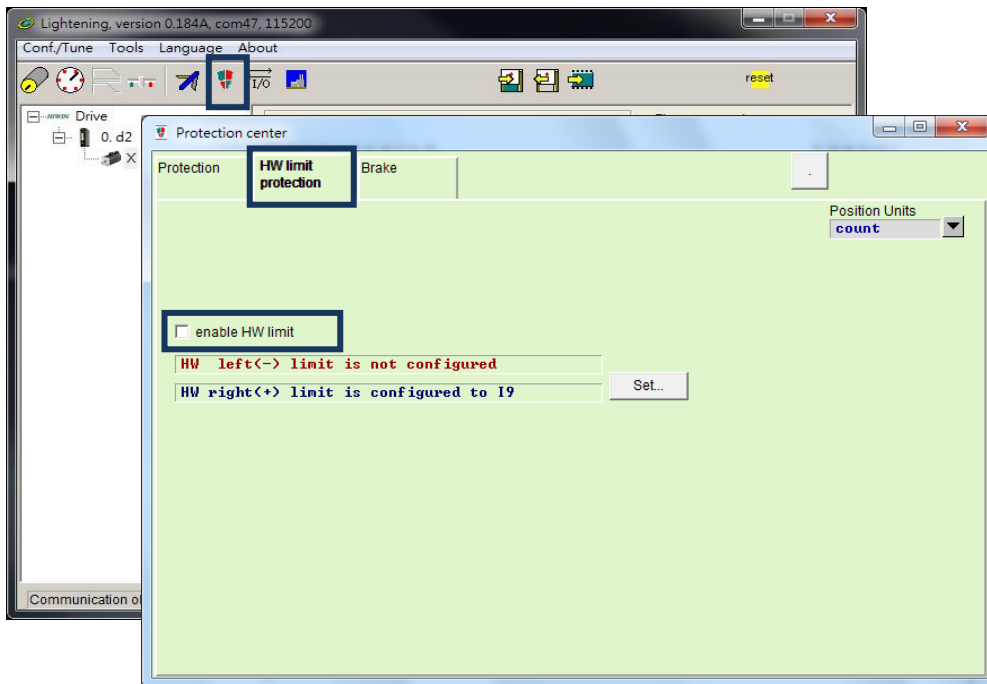 Lightening, version 0.184A, com47, 115200
Conf./Tune Tools Language About
I/O
reset
HIWIN Drive
0. d2
X
Protection center
Protection
HW limit
protection
Brake
.
Position Units
count
enable HW limit
HW left(-) limit is not configured
HW right(+) limit is configured to I9
Set...
Communication o